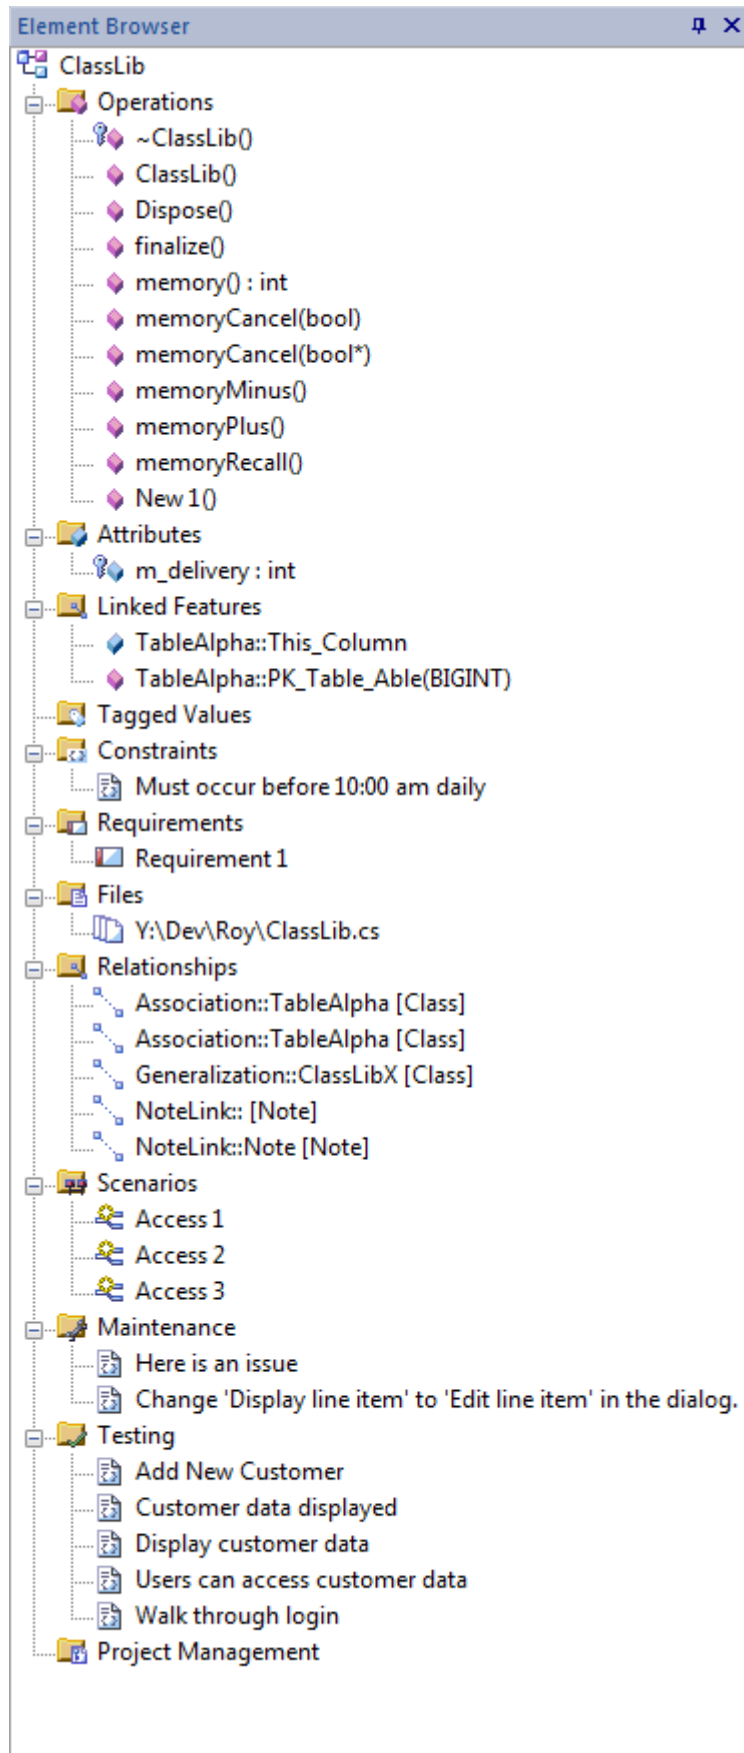 Element Browser
ClassLib
Operations
~ClassLib()
ClassLib()
Dispose()
finalize()
memory() : int
memoryCancel(bool)
memoryCancel(bool*)
memoryMinus()
memoryPlus()
memoryRecall()
New 1()
Attributes
m_delivery : int
Linked Features
TableAlpha::This_Column
TableAlpha::PK_Table_Able(BIGINT)
Tagged Values
Constraints
Must occur before 10:00 am daily
Requirements
Requirement 1
Files
Y:\Dev\Roy\ClassLib.cs
Relationships
Association::TableAlpha [Class]
Association::TableAlpha [Class]
Generalization::ClassLibX [Class]
NoteLink:: [Note]
NoteLink::Note [Note]
Scenarios
Access 1
Access 2
Access 3
Maintenance
Here is an issue
Change 'Display line item' to 'Edit line item' in the dialog.
Testing
Add New Customer
Customer data displayed
Display customer data
Users can access customer data
Walk through login
Project Management